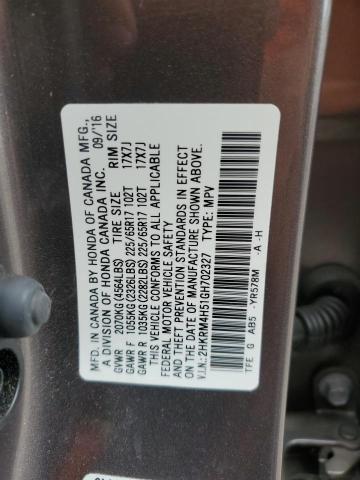 MFD. IN CANADA BY HONDA OF CANADA MFG.,
A DIVISION OF HONDA CANADA INC. 09/'16
TIRE SIZE RIM SIZE
GVWR 2070KG (4564LBS)
GAWR F 1055KG (2326LBS) 225/65R17 102T 17X7J
GAWR R 1035KG (2282LBS) 225/65R17 102T 17X7J
THIS VEHICLE CONFORMS TO ALL APPLICABLE
FEDERAL MOTOR VEHICLE SAFETY
AND THEFT PREVENTION STANDARDS IN EFFECT
ON THE DATE OF MANUFACTURE SHOWN ABOVE.
V.I.N.: 2HKRM4H51GH702327 TYPE: MPV
TFE G AB5 -YR578M -A -H